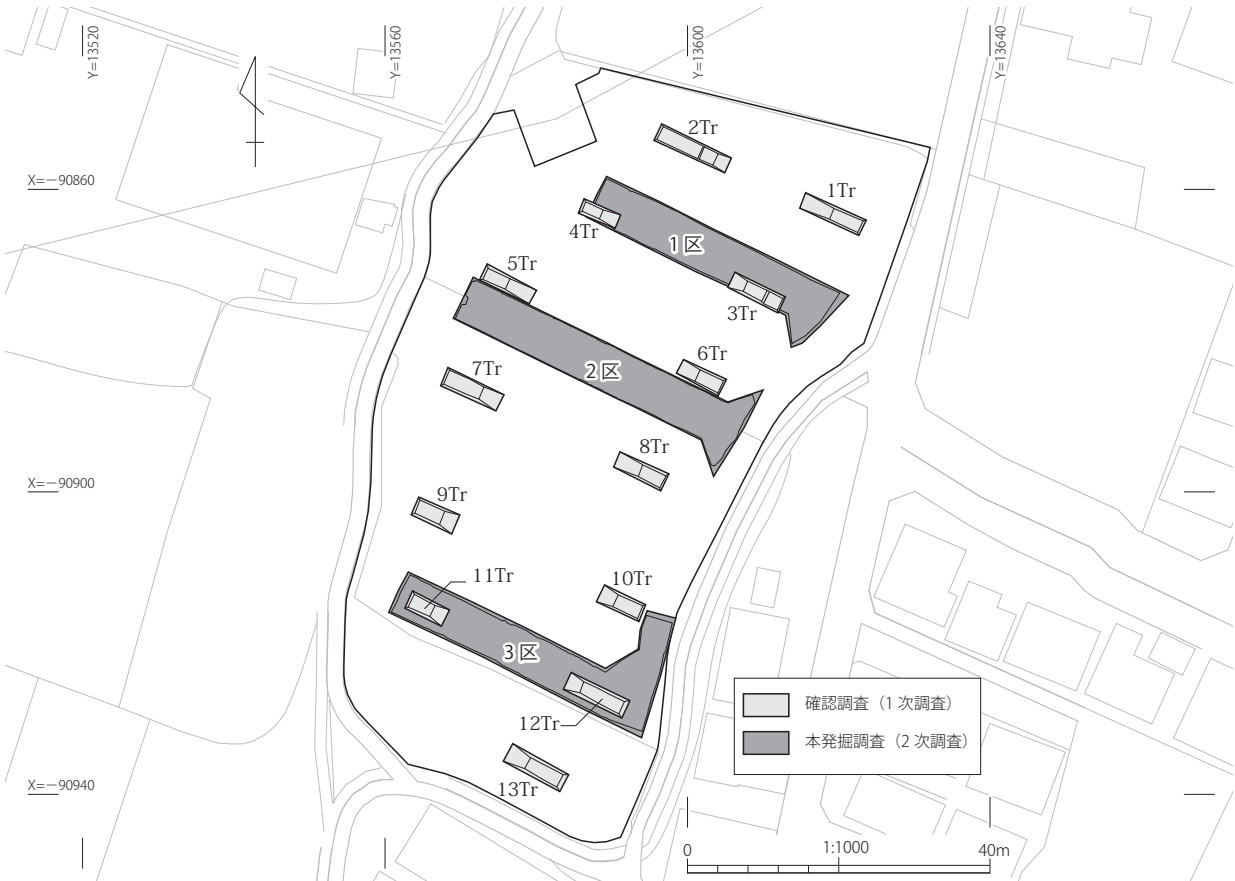 Y=13520
Y=13560
Y=13600
Y=13640
2Tr
X=−90860
1Tr
4Tr
1区
5Tr
3Tr
6Tr
2区
7Tr
8Tr
X=−90900
9Tr
11Tr
10Tr
3区
12Tr
確認調査（1次調査）
本発掘調査（2次調査）
13Tr
X=−90940
0
1:1000
40m